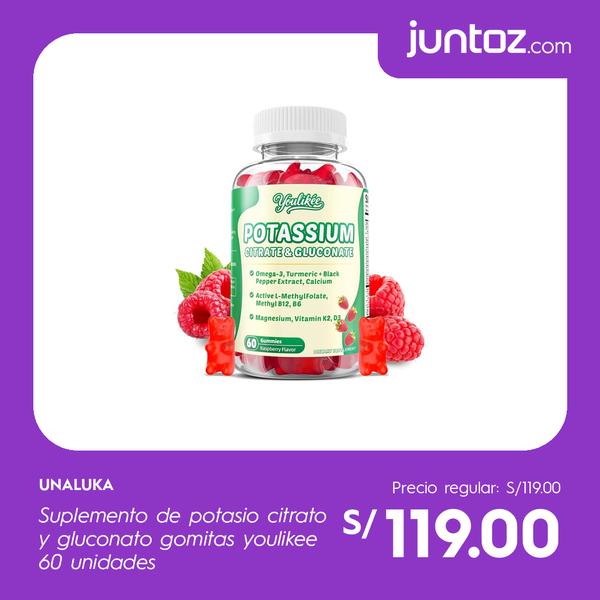 juntoz.com
Youlikée
POTASSIUM
CITRATE & GLUCONATE
Omega-3, Turmeric + Black
Pepper Extract, Calcium
Active L-Methylfolate,
Methyl B12, B6
Magnesium, Vitamin K2, D3
60 Gummies
Raspberry Flavor
UNALUKA
Suplemento de potasio citrato
y gluconato gomitas youlikee
60 unidades
Precio regular: S/119.00
S/ 119.00